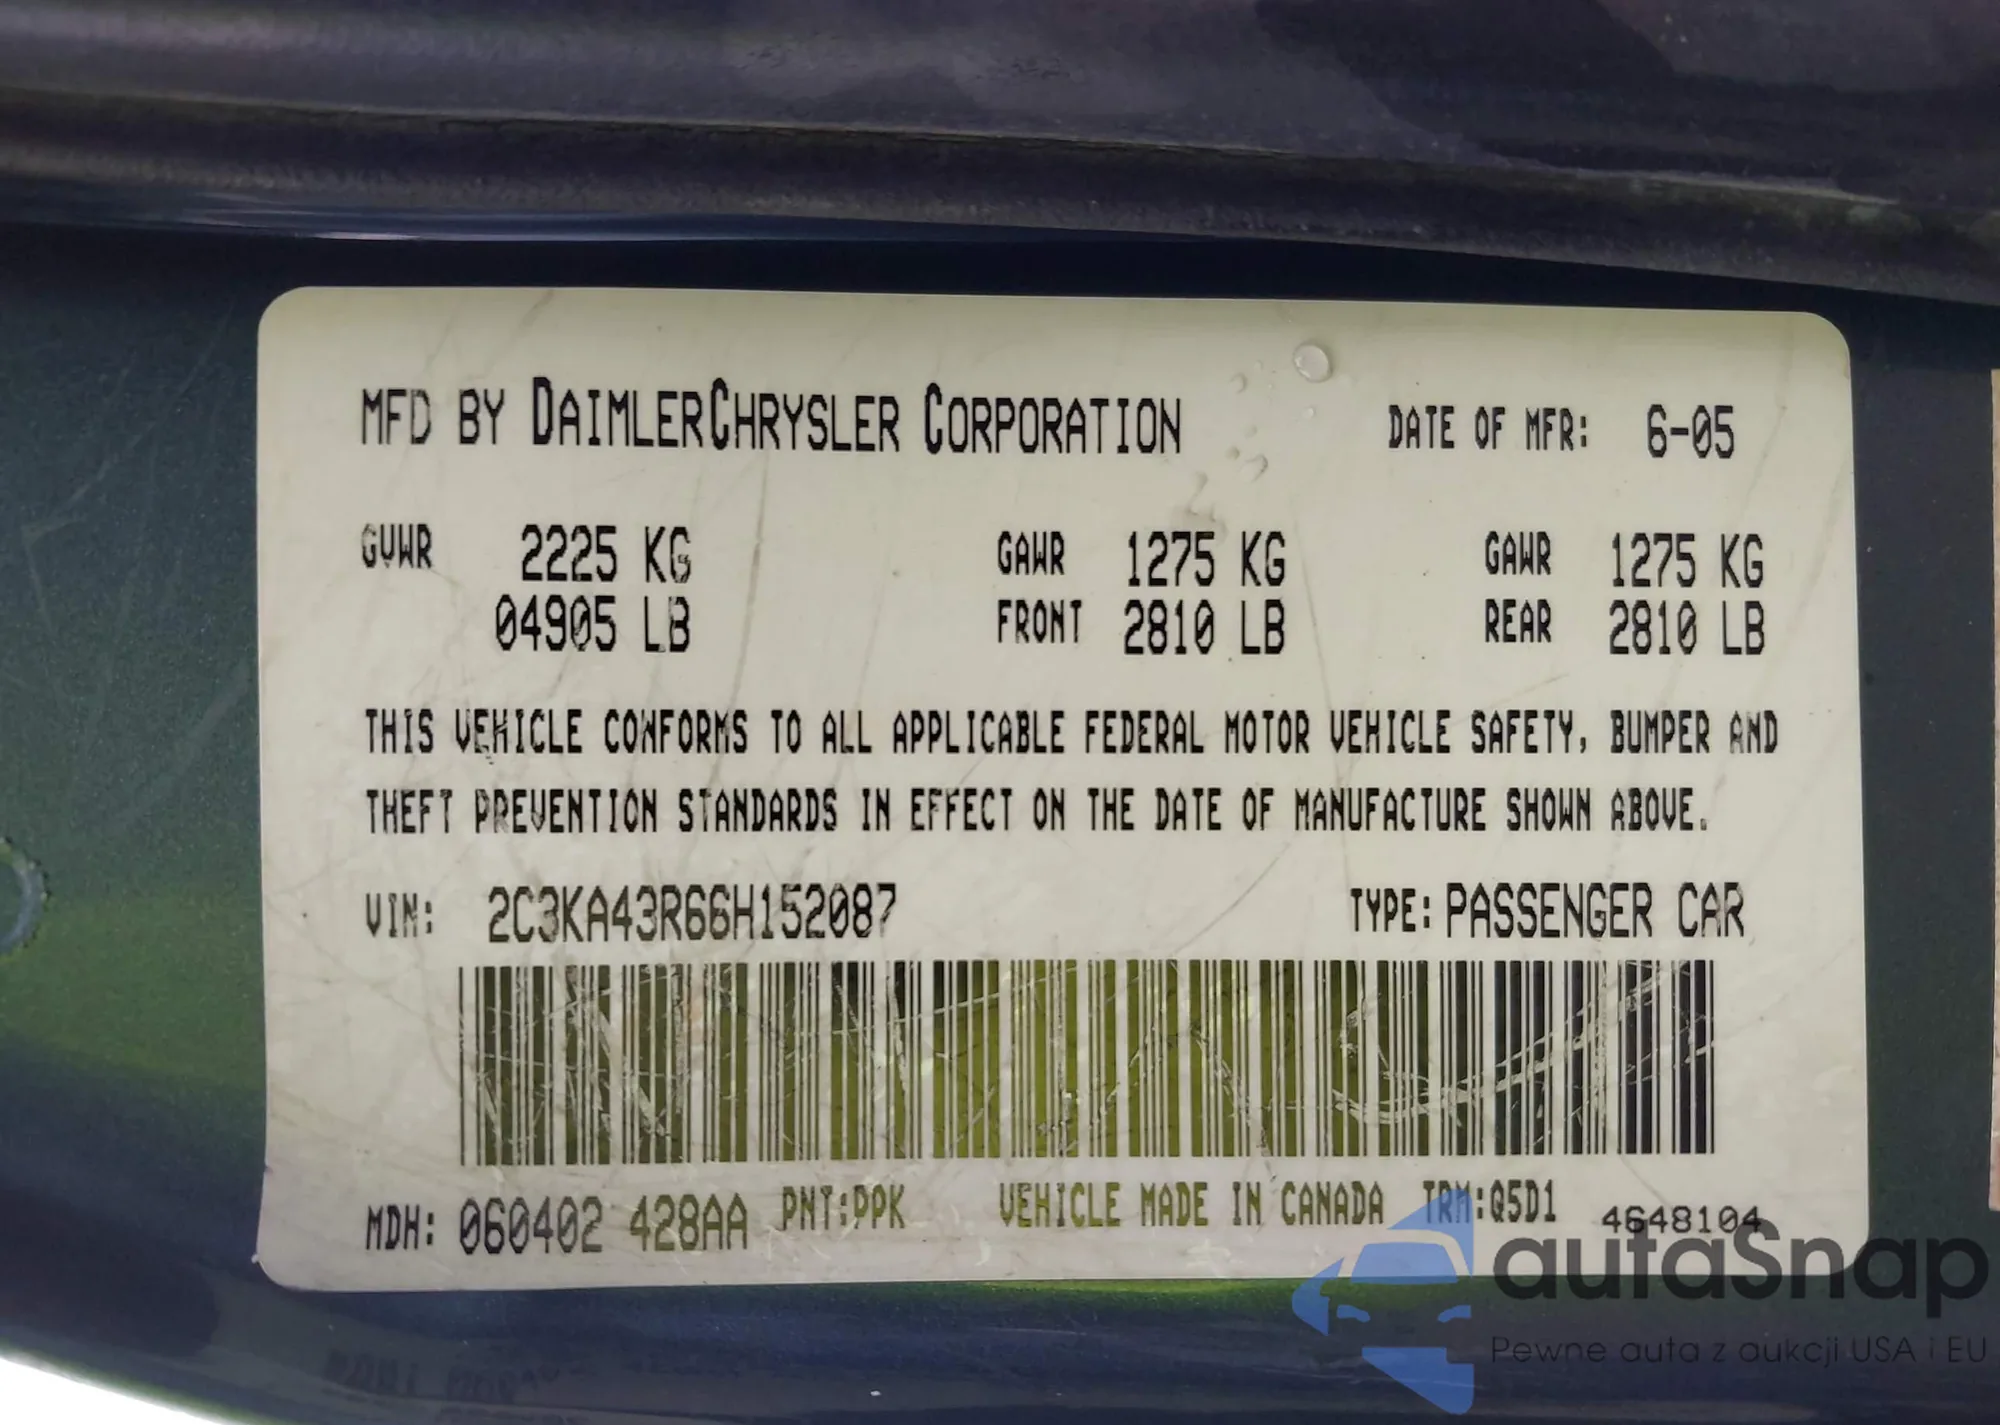 MFD BY DAIMLERCHRYSLER CORPORATION DATE OF MFR: 6-05
GVWR 2225 KG GAWR 1275 KG GAWR 1275 KG
04905 LB FRONT 2810 LB REAR 2810 LB
THIS VEHICLE CONFORMS TO ALL APPLICABLE FEDERAL MOTOR VEHICLE SAFETY, BUMPER AND
THEFT PREVENTION STANDARDS IN EFFECT ON THE DATE OF MANUFACTURE SHOWN ABOVE.
VIN: 2C3KA43R66H152087 TYPE: PASSENGER CAR
MDH: 060402 428AA PNT:PPK VEHICLE MADE IN CANADA TRM:Q5D1 4648104
autaSnap
Pewne auta z aukcji USA i EU